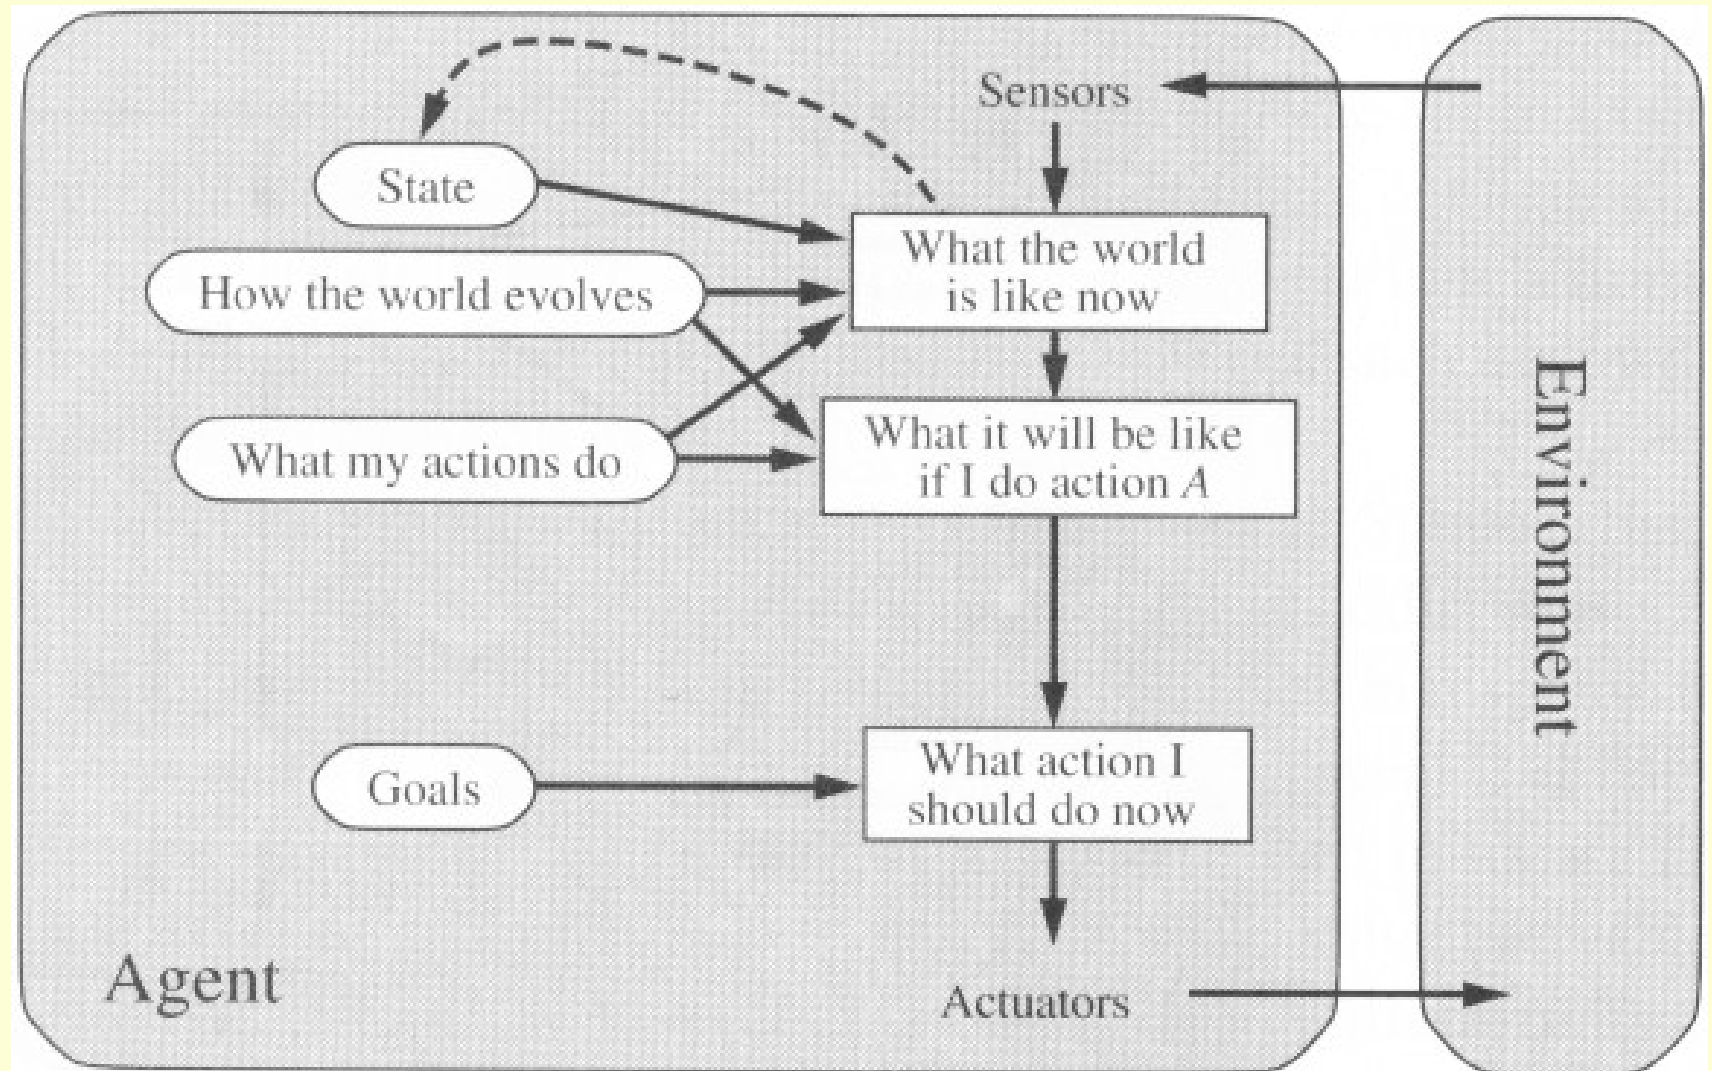 Sensors
State
What the world
is like now
How the world evolves
What it will be like
if I do action A
What my actions do
What action I
should do now
Goals
Agent
Actuators
Environment